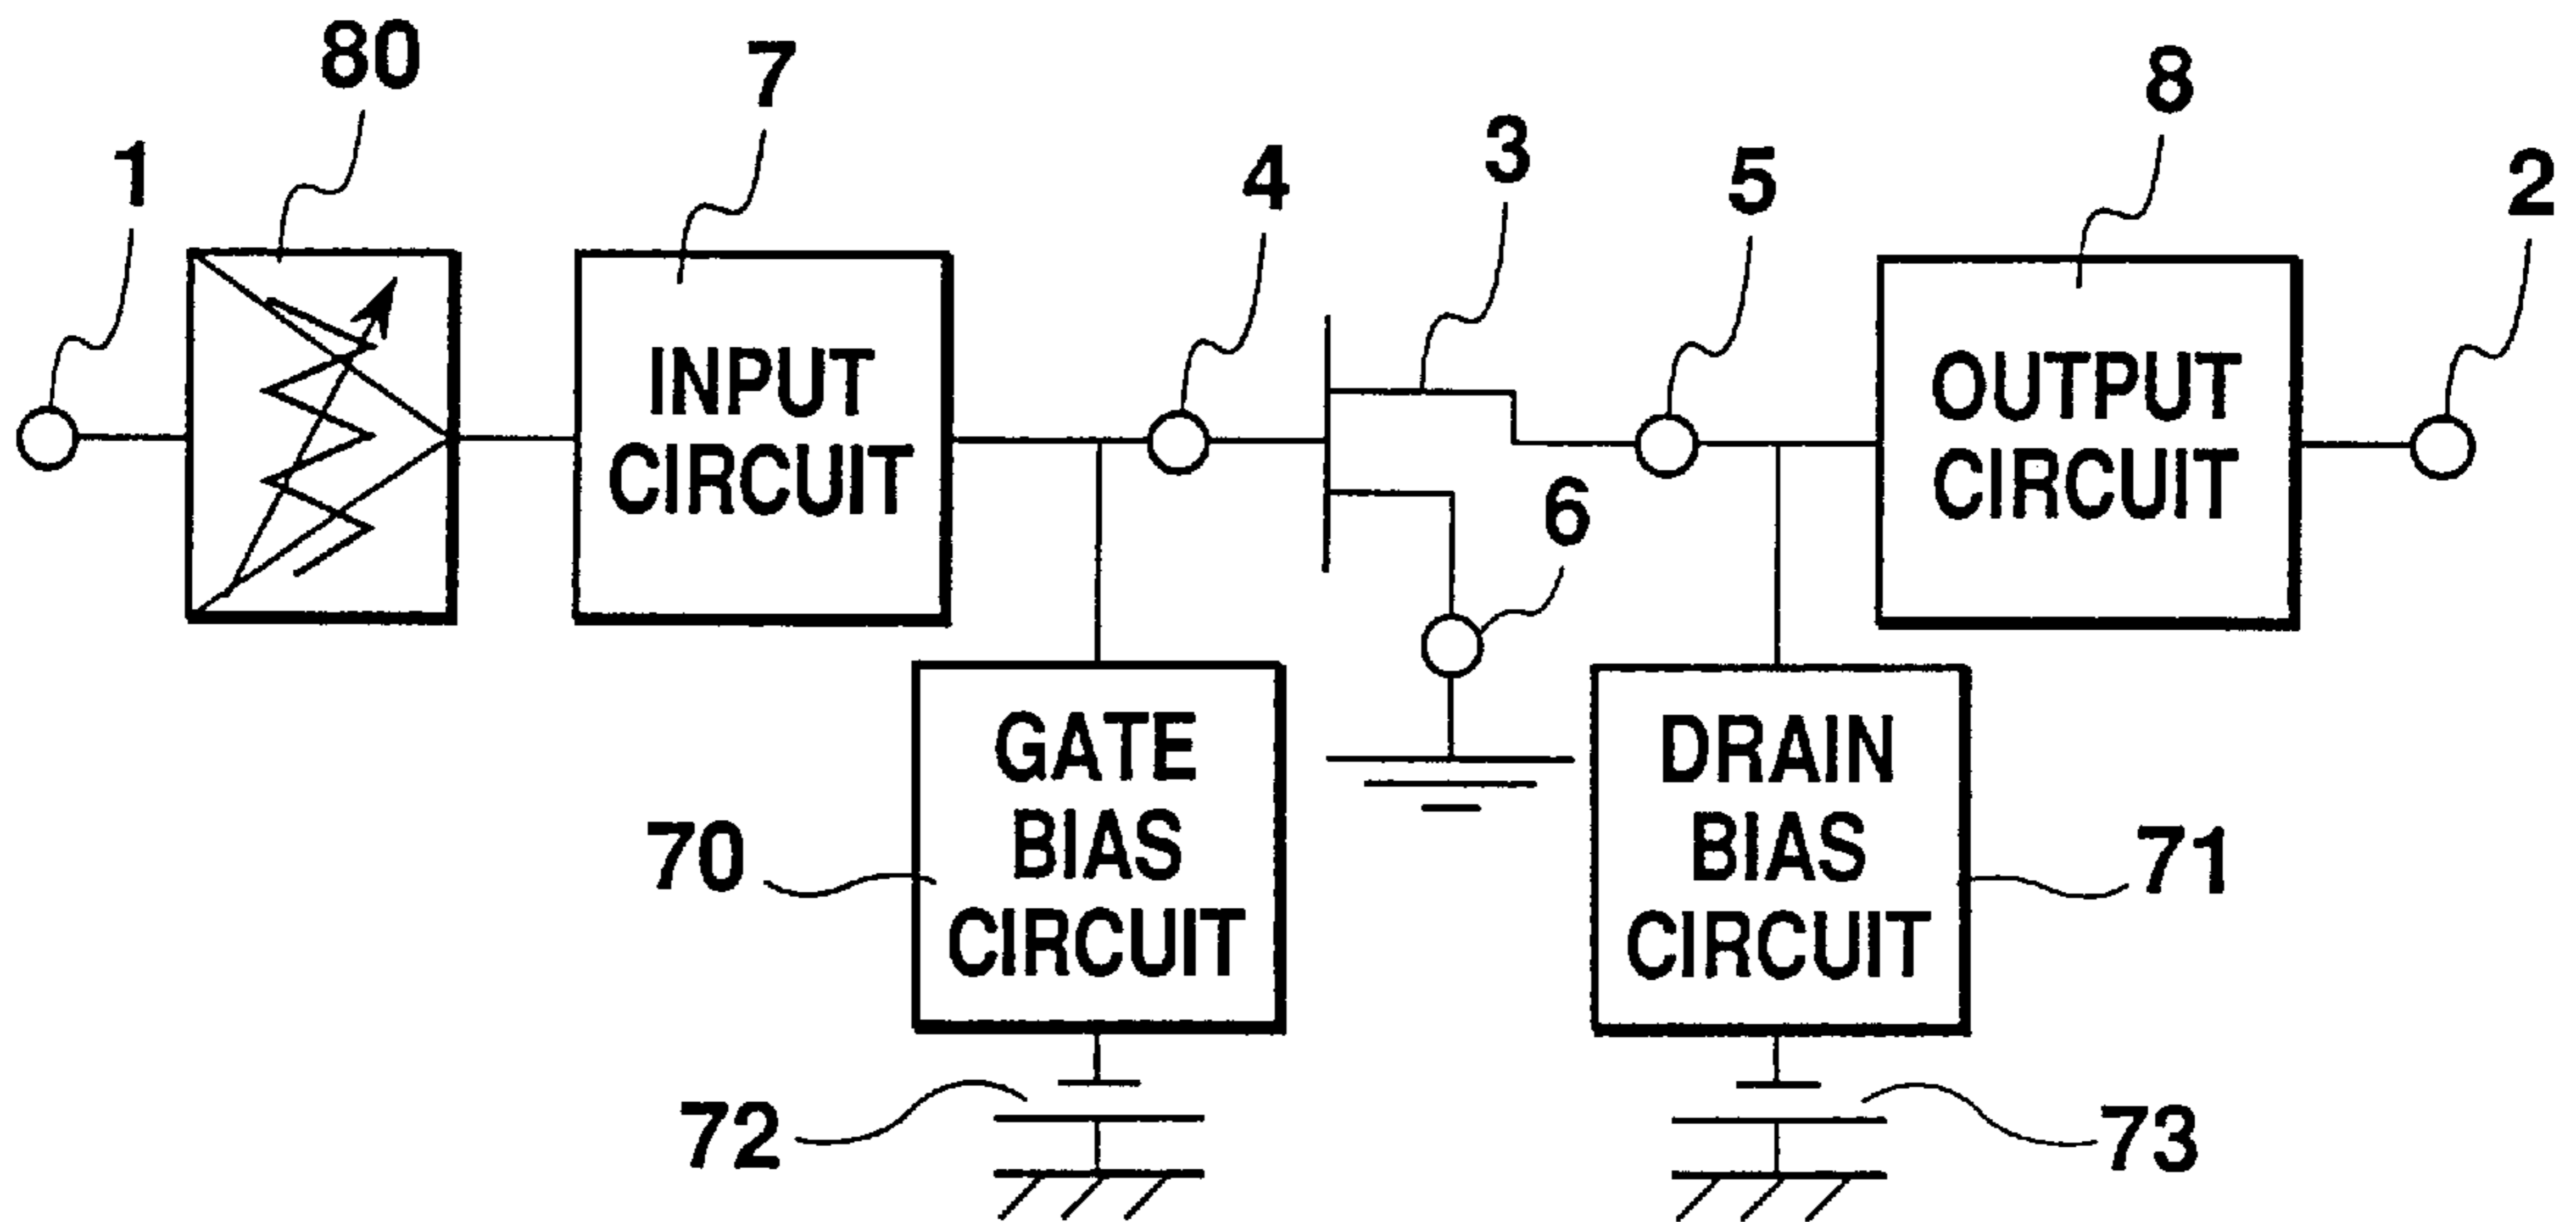 80
7
8
1
4
3
5
2
INPUT
CIRCUIT
OUTPUT
CIRCUIT
6
GATE
BIAS
CIRCUIT
70
DRAIN
BIAS
CIRCUIT
71
72
73